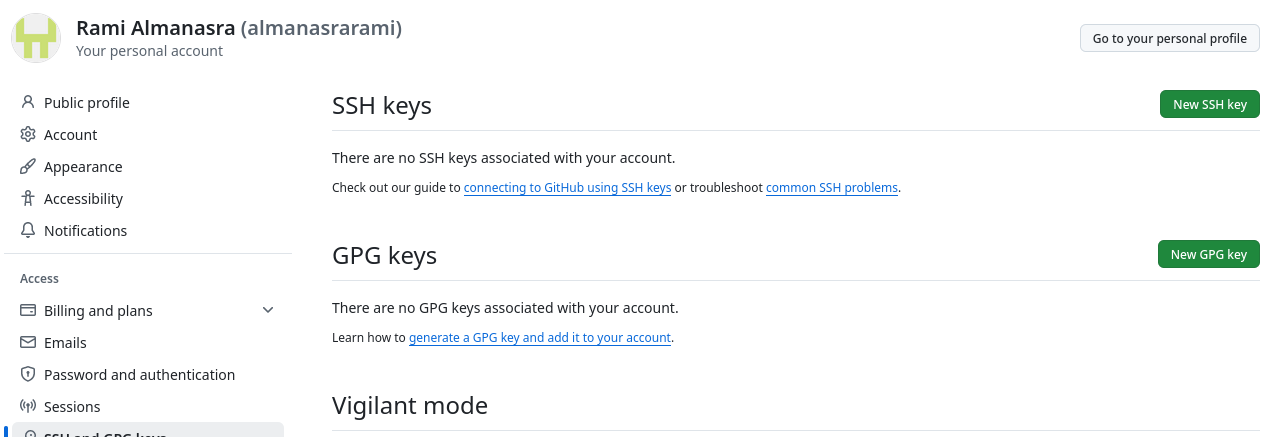 Rami Almanasra (almanasrarami)
Your personal account
Go to your personal profile
Public profile
Account
Appearance
Accessibility
Notifications
Access
Billing and plans
Emails
Password and authentication
Sessions
SSH and GPG keys
SSH keys
New SSH key
There are no SSH keys associated with your account.
Check out our guide to connecting to GitHub using SSH keys or troubleshoot common SSH problems.
GPG keys
New GPG key
There are no GPG keys associated with your account.
Learn how to generate a GPG key and add it to your account.
Vigilant mode